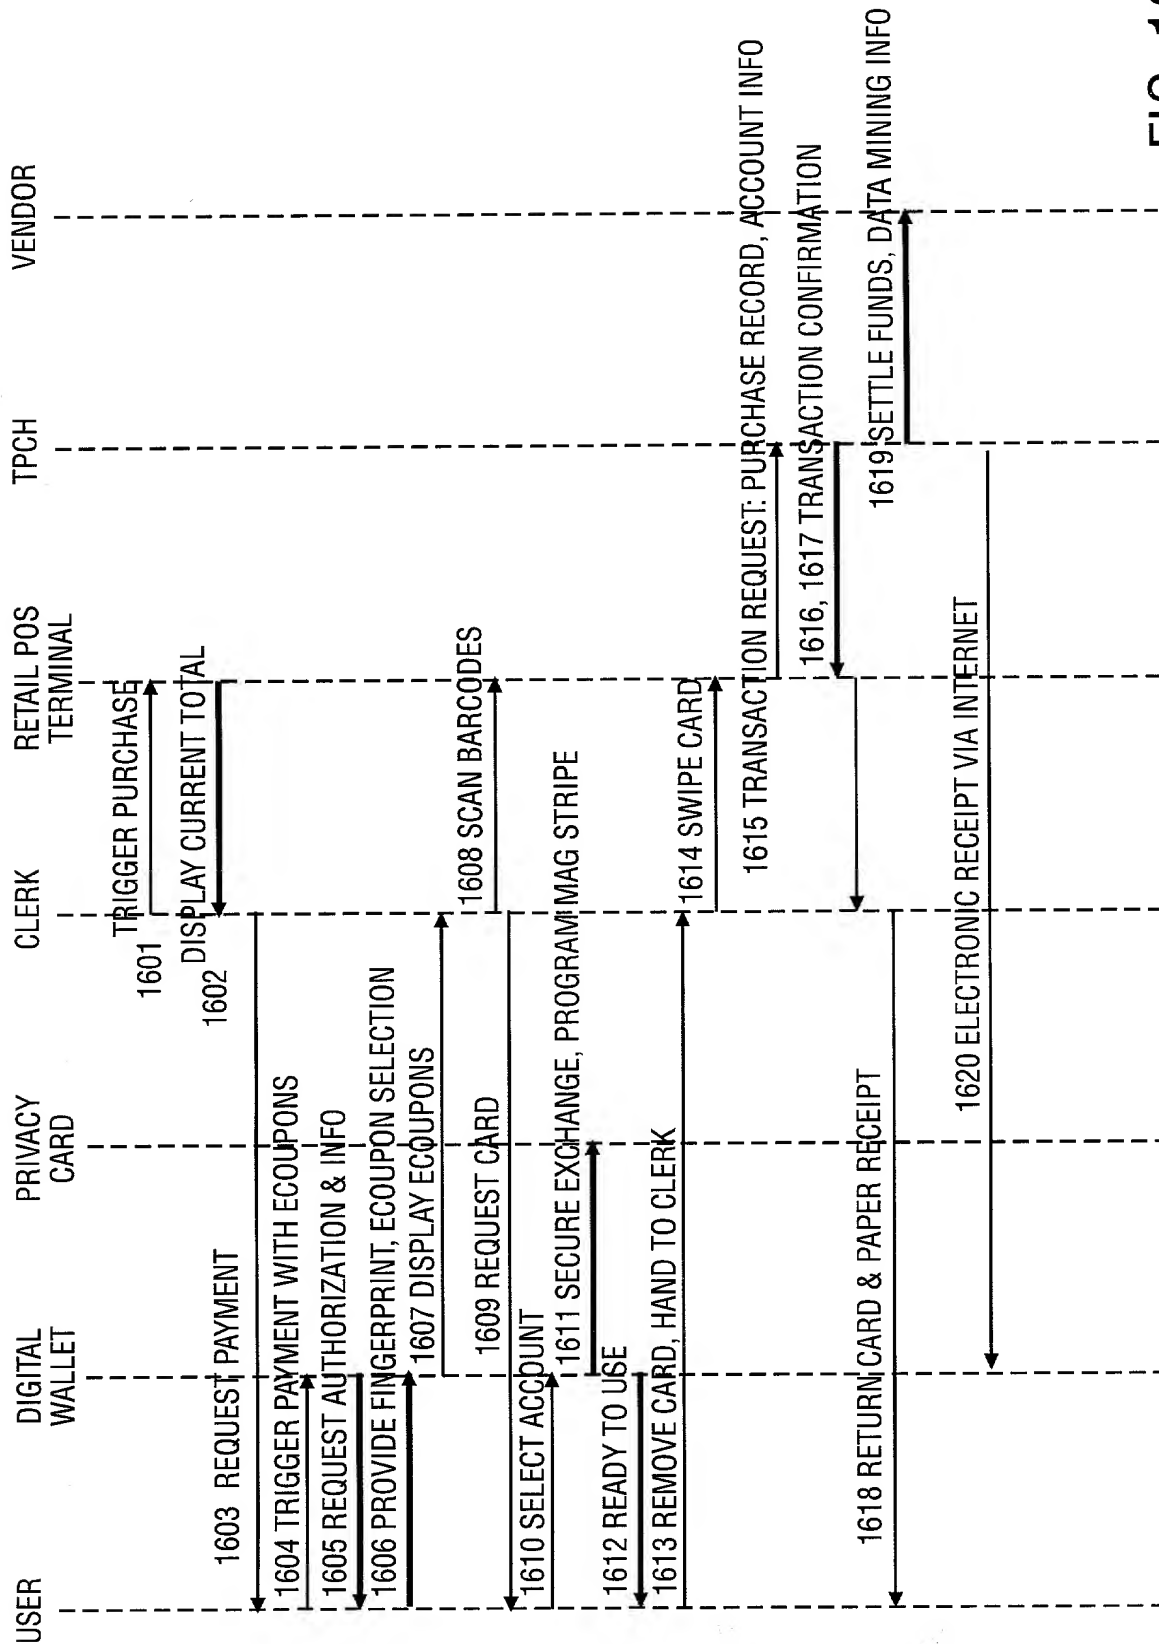 USER
DIGITAL
WALLET
PRIVACY
CARD
CLERK
RETAIL POS
TERMINAL
TPCH
VENDOR
TRIGGER PURCHASE
1601
DISPLAY CURRENT TOTAL
1602
1603 REQUEST PAYMENT
1604 TRIGGER PAYMENT WITH ECOUPONS
1605 REQUEST AUTHORIZATION & INFO
1606 PROVIDE FINGERPRINT, ECOUPON SELECTION
1607 DISPLAY ECOUPONS
1608 SCAN BARCODES
1609 REQUEST CARD
1610 SELECT ACCOUNT
1611 SECURE EXCHANGE, PROGRAM MAG STRIPE
1612 READY TO USE
1613 REMOVE CARD, HAND TO CLERK
1614 SWIPE CARD
1615 TRANSACTION REQUEST: PURCHASE RECORD, ACCOUNT INFO
1616, 1617 TRANSACTION CONFIRMATION
1618 RETURN CARD & PAPER RECEIPT
1619 SETTLE FUNDS, DATA MINING INFO
1620 ELECTRONIC RECEIPT VIA INTERNET